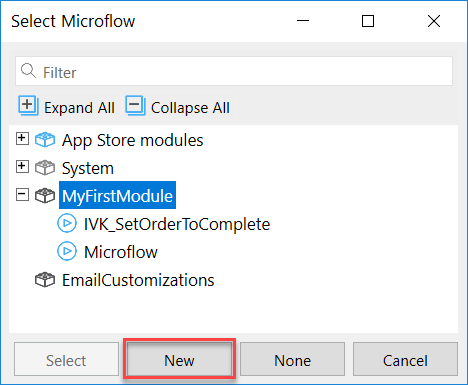 Select Microflow
Filter
Expand All Collapse All
App Store modules
System
MyFirstModule
IVK_SetOrderToComplete
Microflow
EmailCustomizations
Select New None Cancel